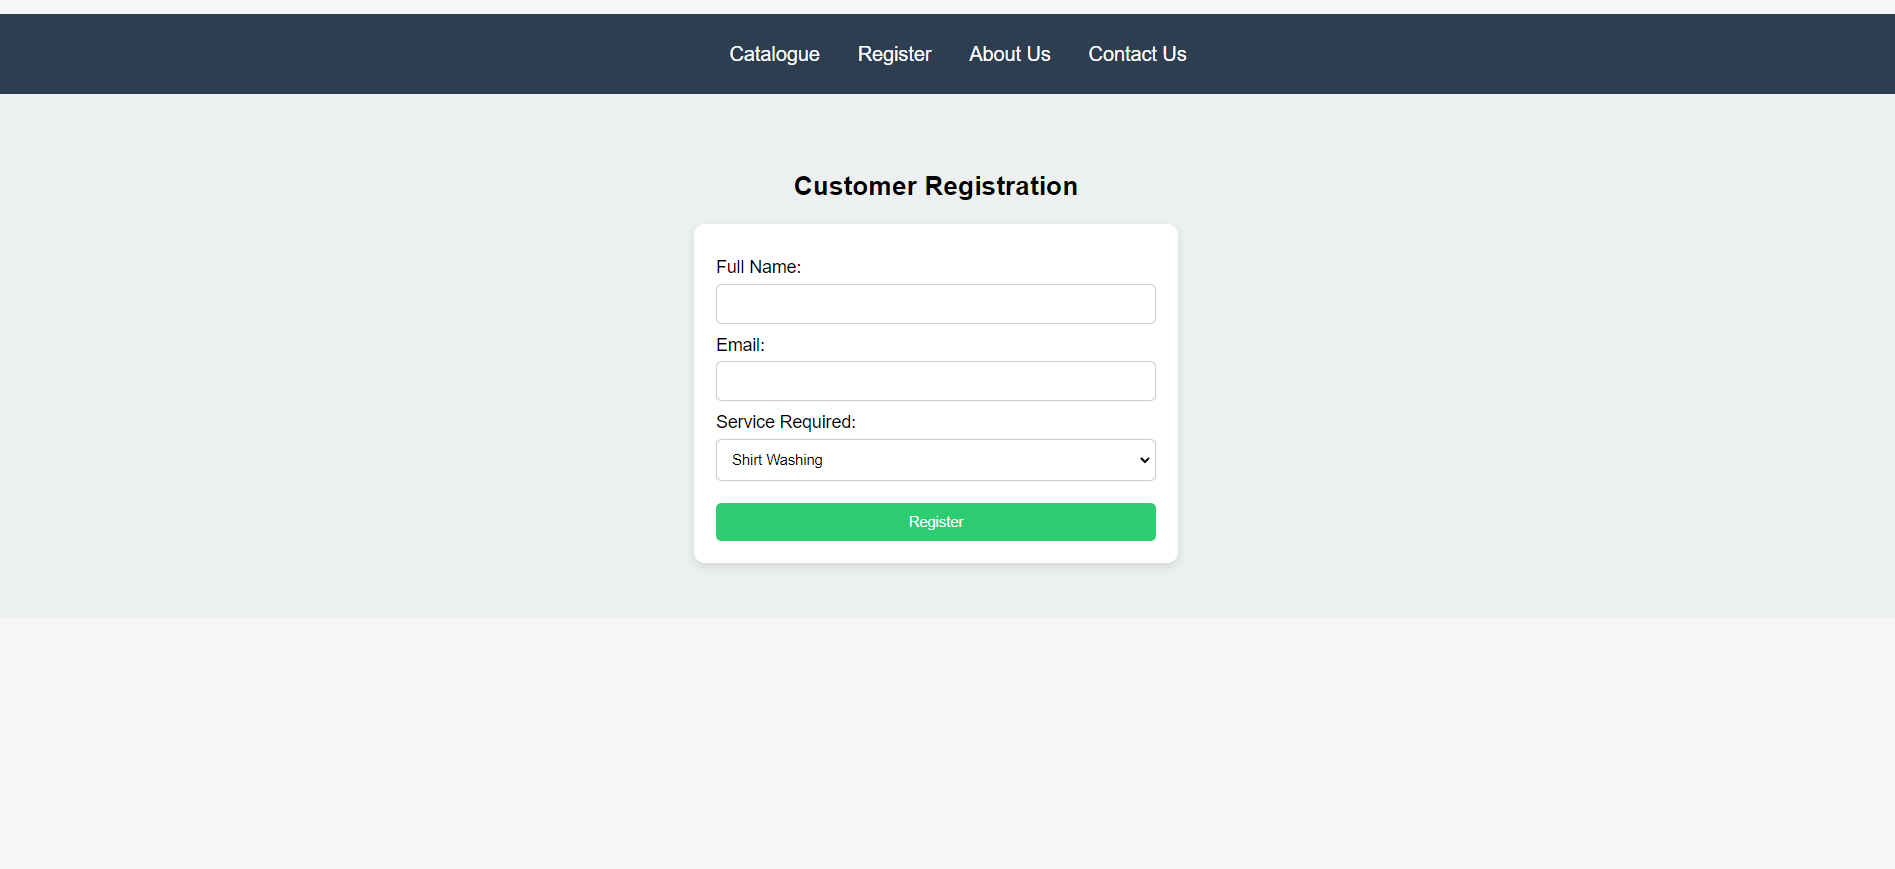 Catalogue Register About Us Contact Us
Customer Registration
Full Name:
Email:
Service Required:
Shirt Washing
Register